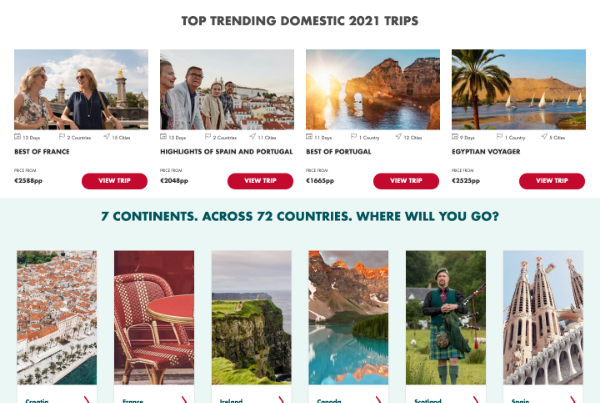 TOP TRENDING DOMESTIC 2021 TRIPS
12 Days 2 Countries 15 Cities
BEST OF FRANCE
PRICE FROM
€2588pp
VIEW TRIP
13 Days 2 Countries 11 Cities
HIGHLIGHTS OF SPAIN AND PORTUGAL
PRICE FROM
€2048pp
VIEW TRIP
11 Days 1 Country 12 Cities
BEST OF PORTUGAL
PRICE FROM
€1665pp
VIEW TRIP
9 Days 1 Country 5 Cities
EGYPTIAN VOYAGER
PRICE FROM
€2525pp
VIEW TRIP
7 CONTINENTS. ACROSS 72 COUNTRIES. WHERE WILL YOU GO?
Croatia
France
Ireland
Canada
Scotland
Spain